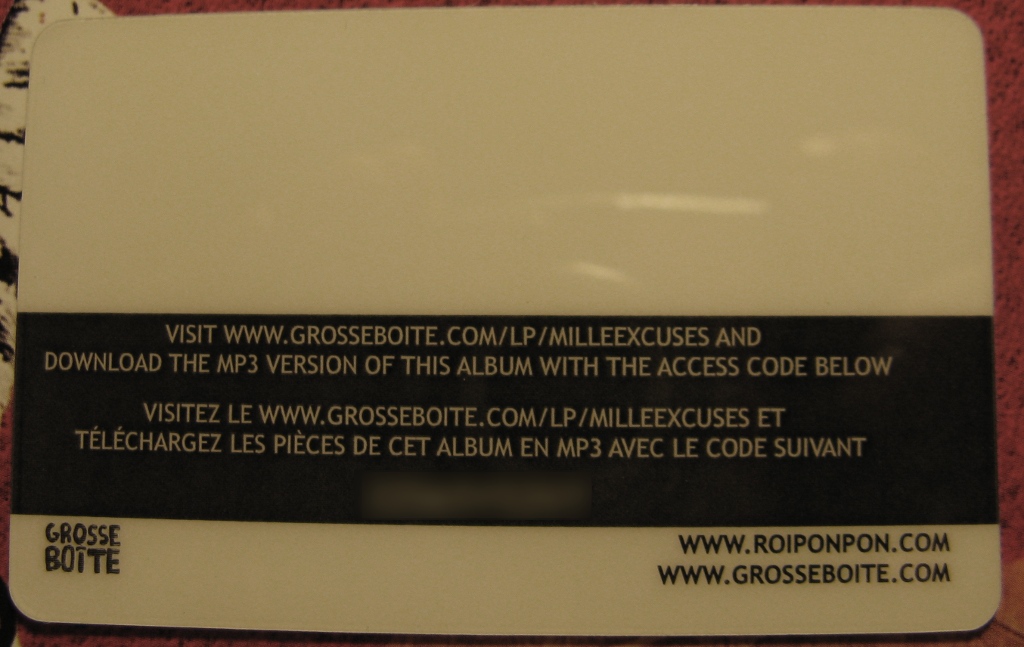 VISIT WWW.GROSSEBOITE.COM/LP/MILLEEXCUSES AND
DOWNLOAD THE MP3 VERSION OF THIS ALBUM WITH THE ACCESS CODE BELOW
VISITEZ LE WWW.GROSSEBOITE.COM/LP/MILLEEXCUSES ET
TÉLÉCHARGEZ LES PIÈCES DE CET ALBUM EN MP3 AVEC LE CODE SUIVANT
GROSSE
BOÎTE
WWW.ROIPONPON.COM
WWW.GROSSEBOITE.COM